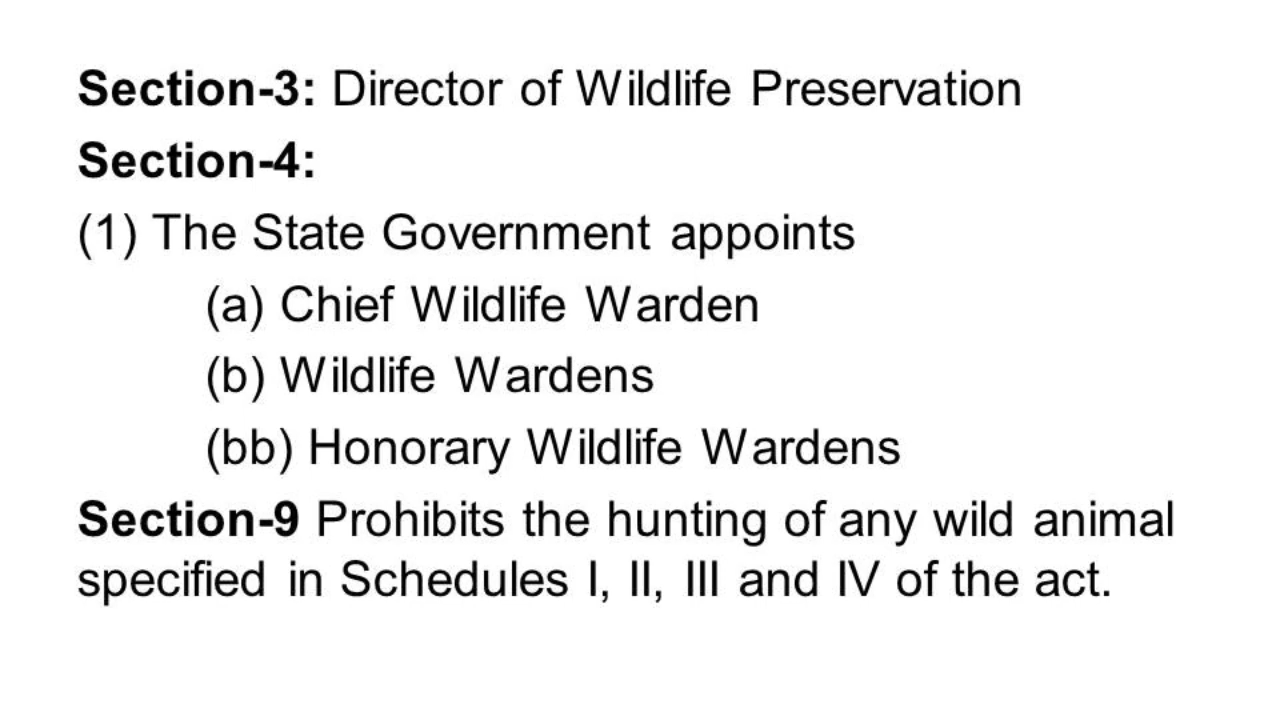 Section-3: Director of Wildlife Preservation
Section-4:
(1) The State Government appoints
(a) Chief Wildlife Warden
(b) Wildlife Wardens
(bb) Honorary Wildlife Wardens
Section-9 Prohibits the hunting of any wild animal
specified in Schedules I, II, III and IV of the act.